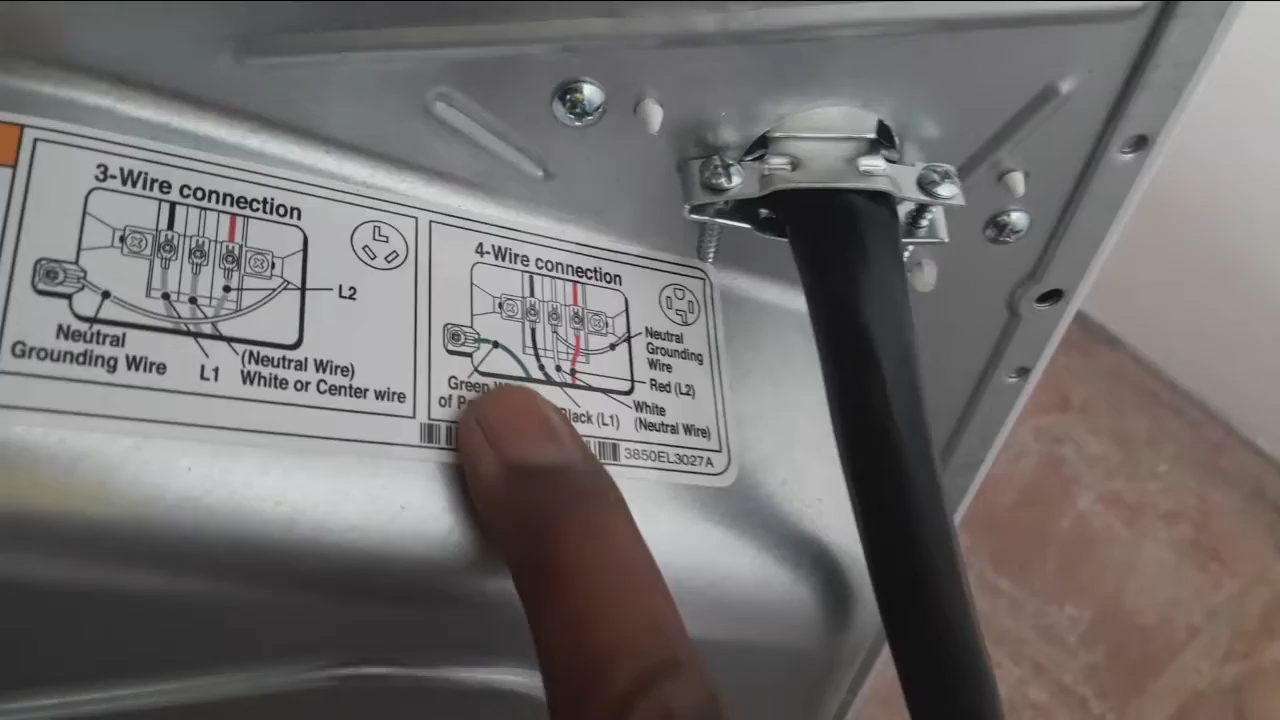 3-Wire connection
L2
Neutral
Grounding Wire
L1
(Neutral Wire)
White or Center wire
4-Wire connection
Neutral
Grounding
Wire
Red (L2)
White
(Neutral Wire)
Green
of
Black (L1)
3850EL3027A